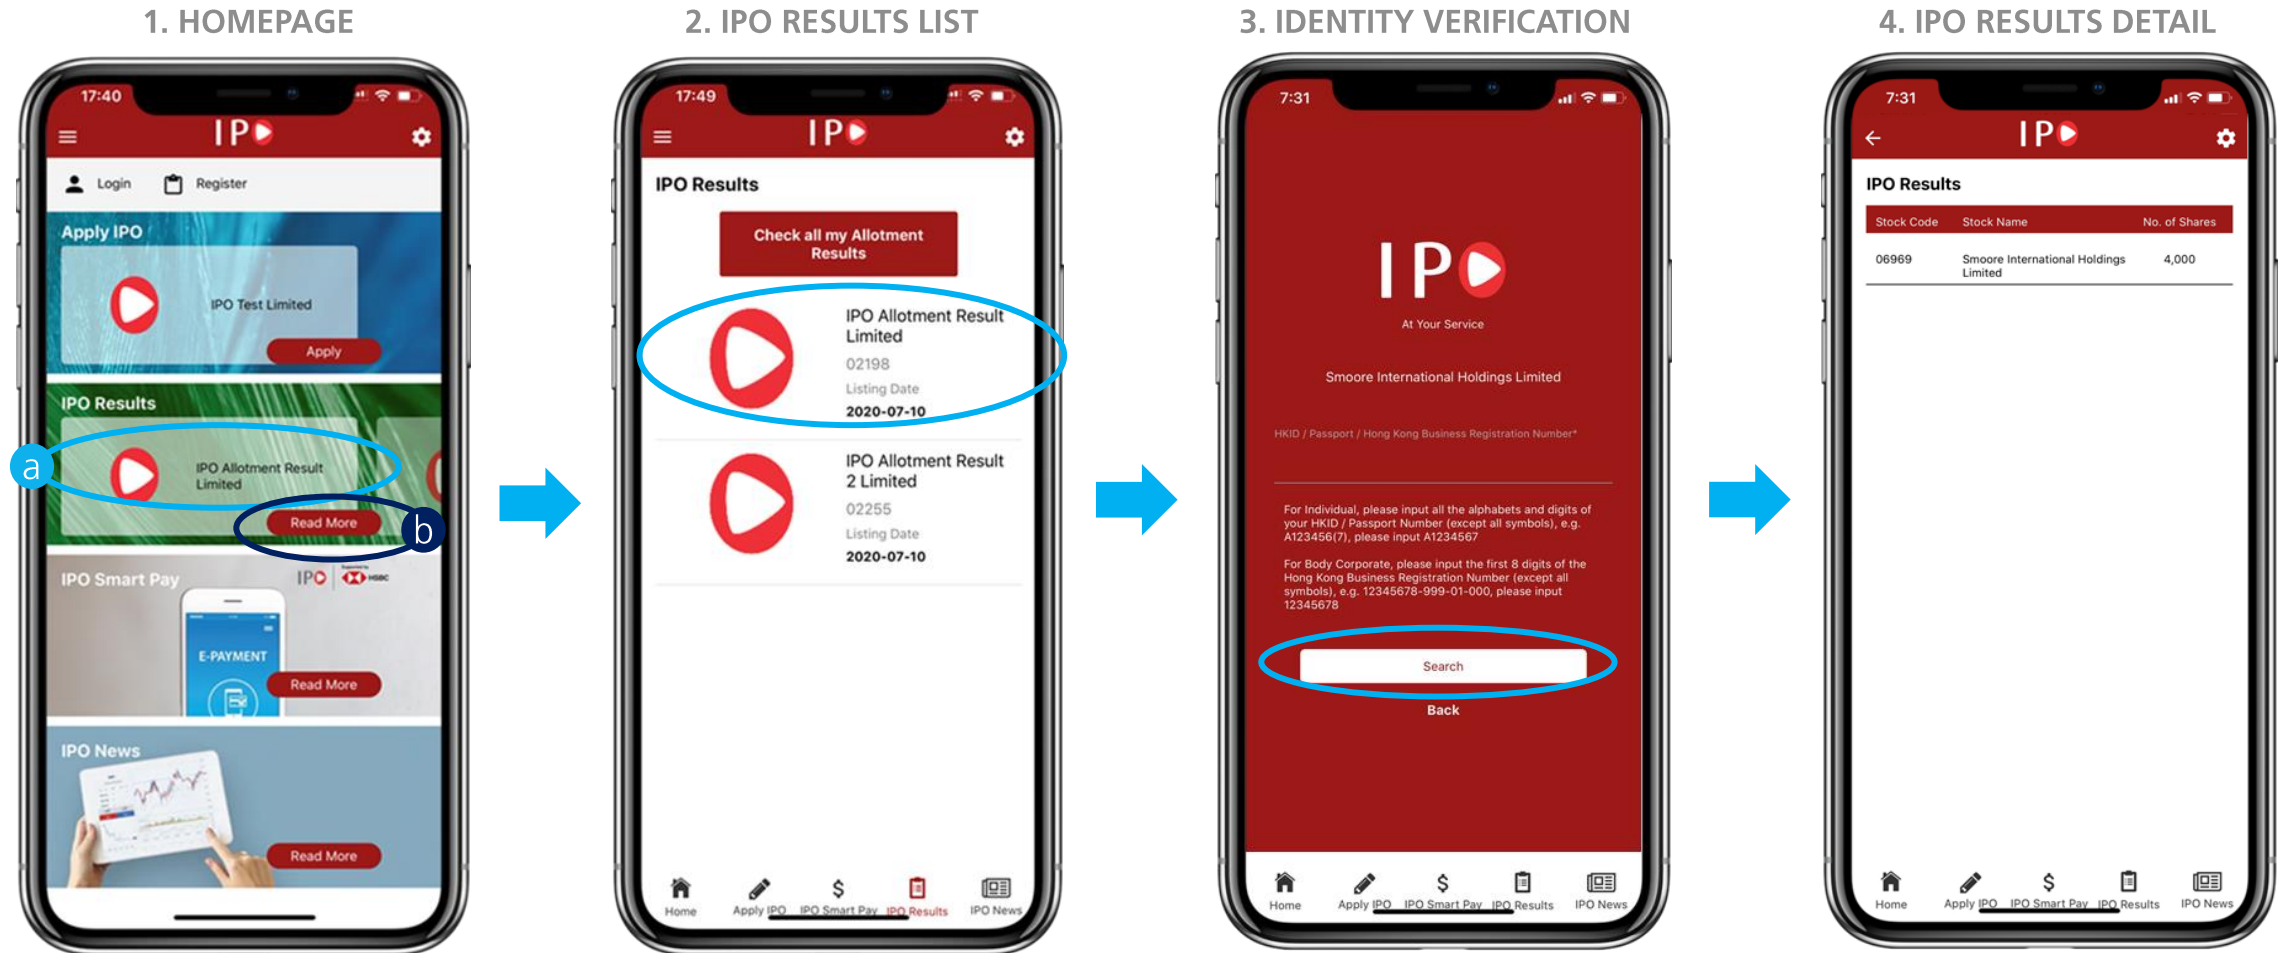 1. HOMEPAGE
17:40
IPO
Login
Register
Apply IPO
IPO Test Limited
Apply
IPO Results
a
IPO Allotment Result
Limited
Read More
b
IPO Smart Pay
IPO
Supported by
HSBC
E-PAYMENT
Read More
IPO News
Read More
2. IPO RESULTS LIST
17:49
IPO
IPO Results
Check all my Allotment
Results
IPO Allotment Result
Limited
02198
Listing Date
2020-07-10
IPO Allotment Result
2 Limited
02255
Listing Date
2020-07-10
Home
Apply IPO
$
IPO Smart Pay
IPO Results
IPO News
3. IDENTITY VERIFICATION
7:31
IPO
At Your Service
Smoore International Holdings Limited
HKID / Passport / Hong Kong Business Registration Number*
For Individual, please input all the alphabets and digits of
your HKID / Passport Number (except all symbols), e.g.
A123456(7), please input A1234567
For Body Corporate, please input the first 8 digits of the
Hong Kong Business Registration Number (except all
symbols), e.g. 12345678-999-01-000, please input
12345678
Search
Back
Home
Apply IPO
$
IPO Smart Pay
IPO Results
IPO News
4. IPO RESULTS DETAIL
7:31
IPO
IPO Results
Stock Code Stock Name No. of Shares
06969 Smoore International Holdings 4,000
Limited
Home
Apply IPO
$
IPO Smart Pay
IPO Results
IPO News